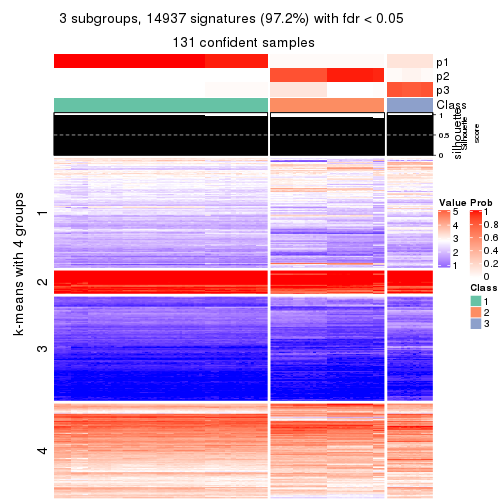 3 subgroups, 14937 signatures (97.2%) with fdr < 0.05
131 confident samples
p1
p2
p3
Class
1
0.5
0
silhouette
Silhouette
score
k-means with 4 groups
1
2
3
4
Value
5
4
3
2
1
Prob
1
0.8
0.6
0.4
0.2
0
Class
1
2
3